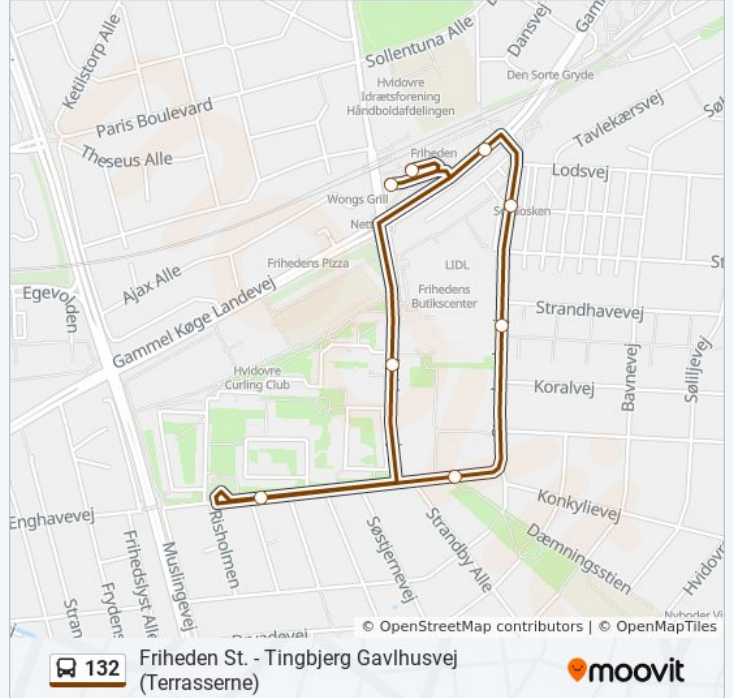 Ketilstorp Alle
Sollentuna Alle
Dansvej
Den Sorte Gryde
Hvidovre
Idrætsforening
Håndboldafdelingen
Paris Boulevard
Theseus Alle
Tavlekærsvej
Friheden
Lodsvej
Wongs Grill
Frihedens Pizza
LIDL
Ajax Alle
Frihedens
Butikscenter
Egevolden
Gammel Køge Landevej
Strandhavevej
Hvidovre
Curling Club
Koralvej
Bavnevej
Søliljevej
Enghavevej
Risholmen
Konkylievej
Søstjernevej
Strandby Alle
Dæmningsstien
Frihedslyst Alle
Muslingevej
© OpenStreetMap contributors | © OpenMapTiles
132
Friheden St. - Tingbjerg Gavlhusvej
(Terrasserne)
moovit